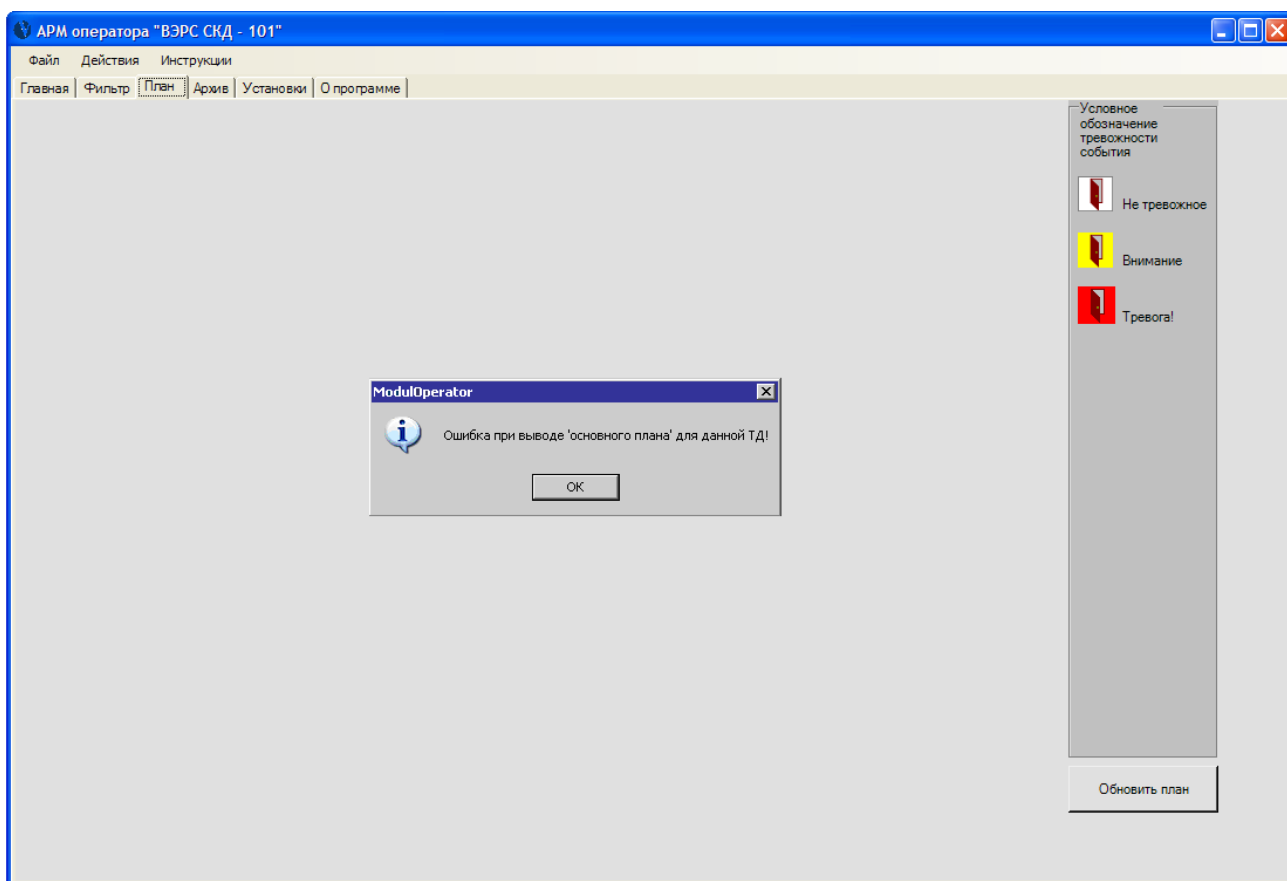 АРМ оператора "ВЭРС СКД - 101"
Файл Действия Инструкции
Главная Фильтр План Архив Установки О программе
Условное
обозначение
тревожности
события
Не тревожное
Внимание
Тревога!
ModulOperator
Ошибка при выводе 'основного плана' для данной ТД!
OK
Обновить план